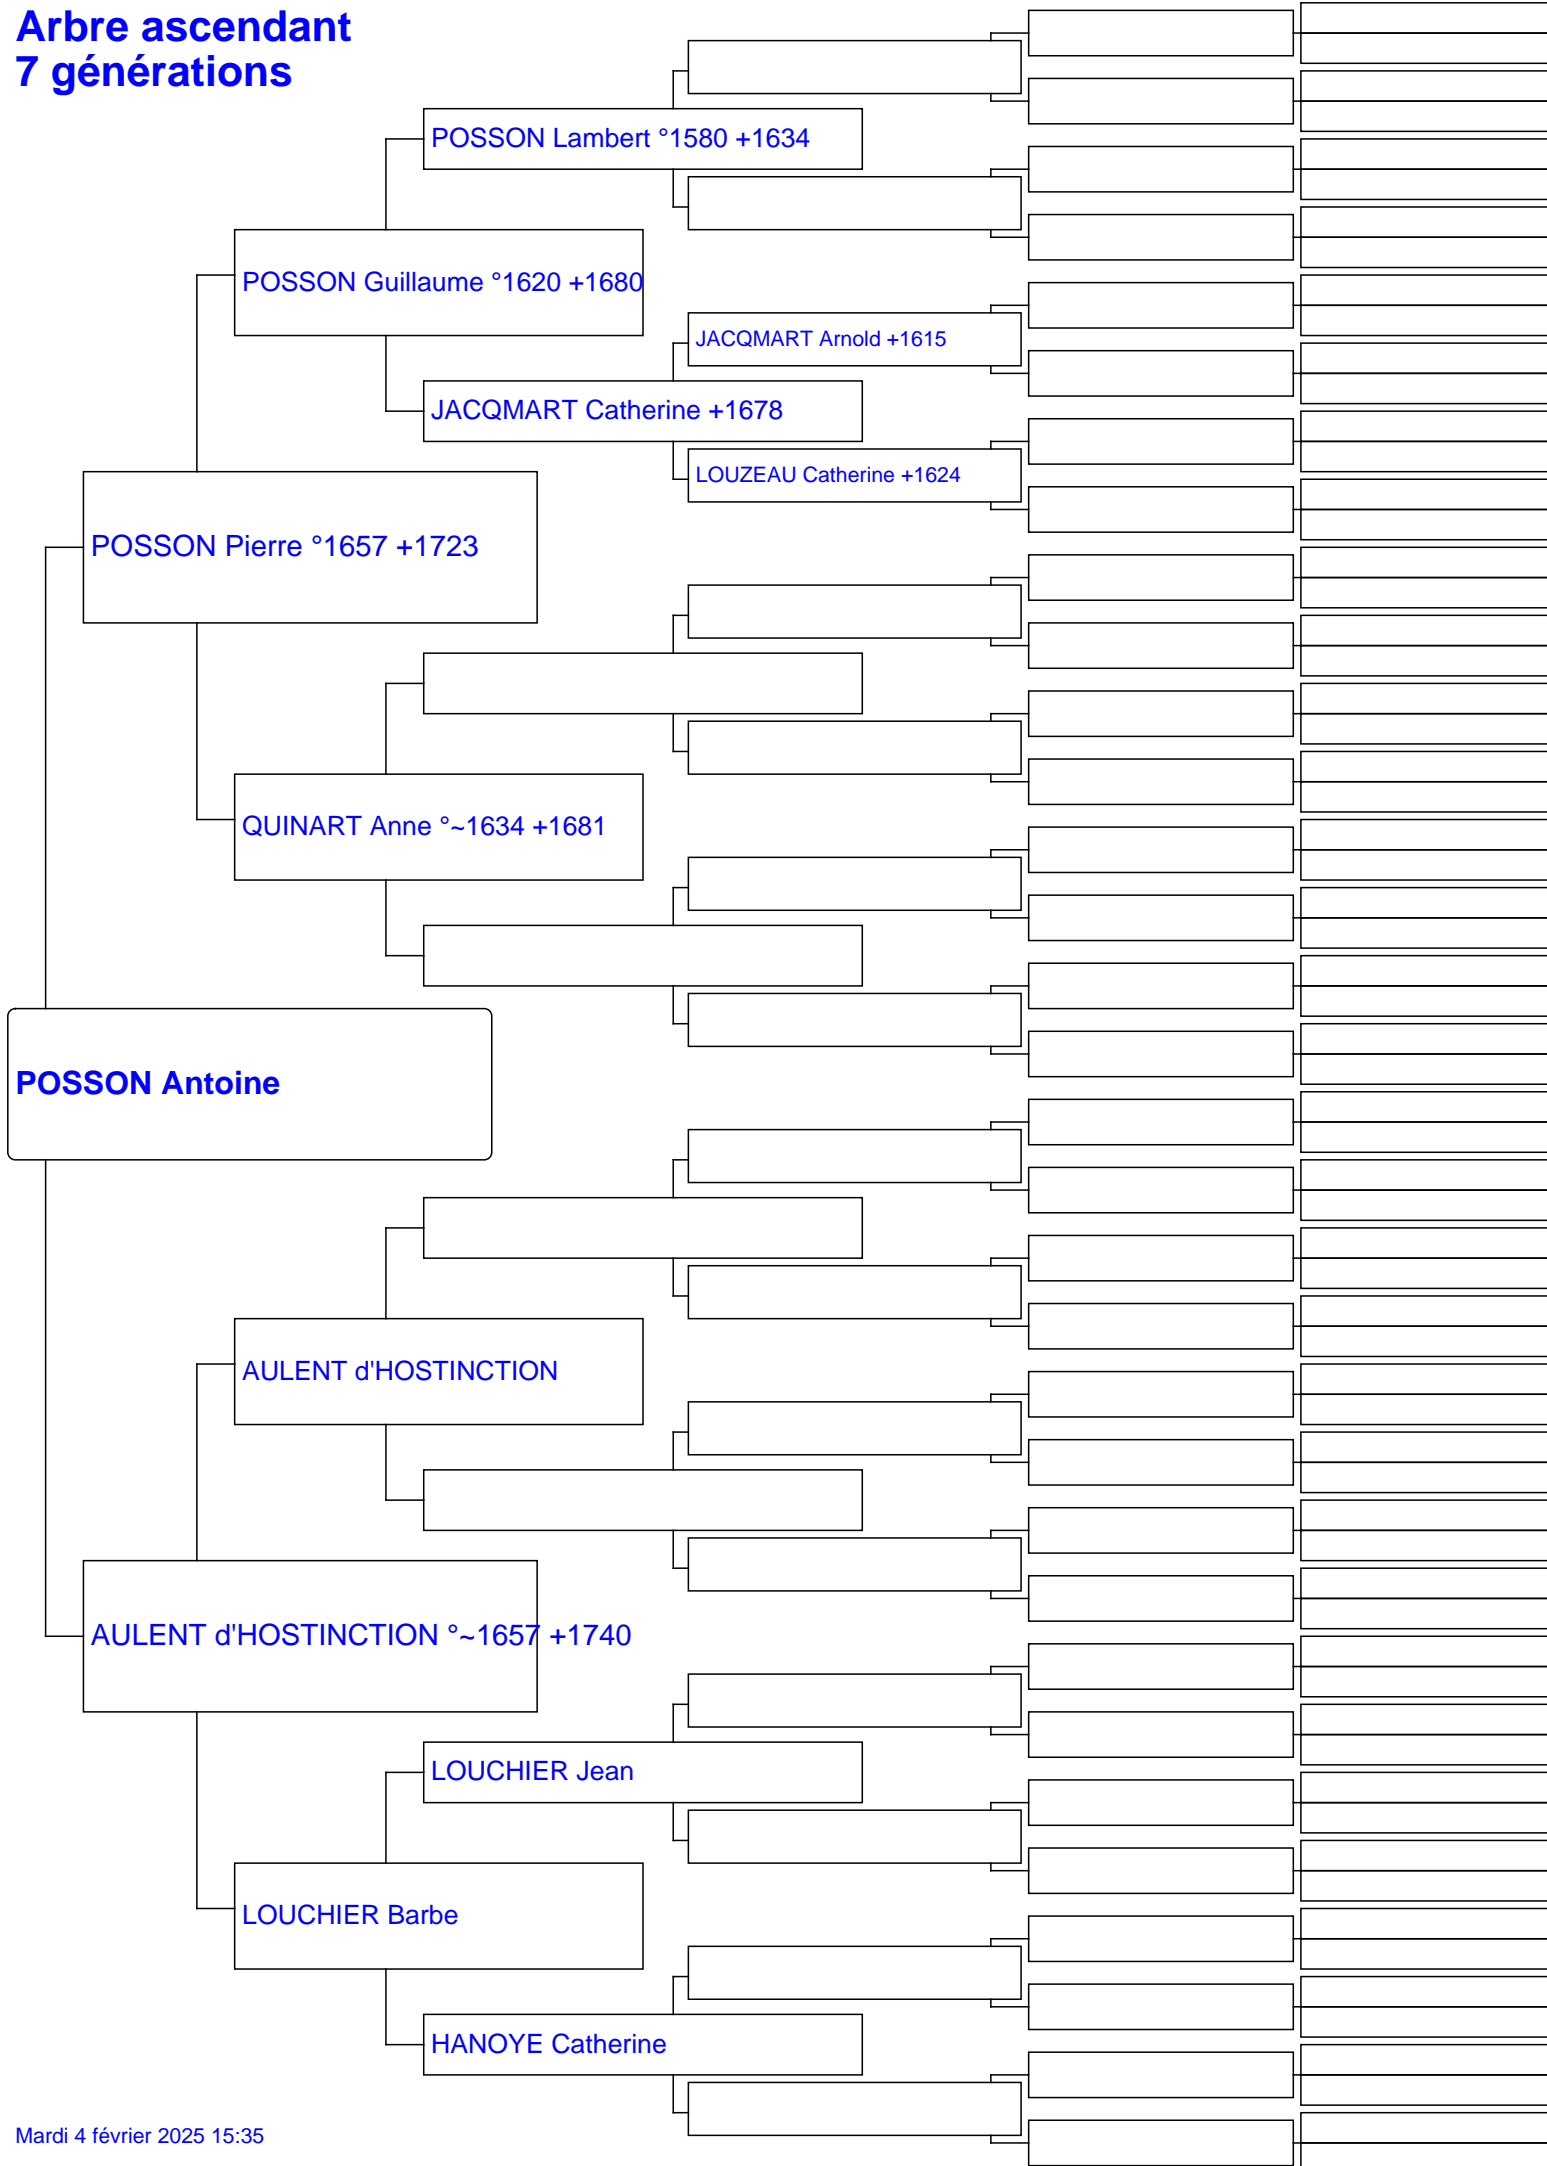 Arbre ascendant
7 générations
POSSON Lambert °1580 +1634
POSSON Guillaume °1620 +1680
JACQMART Arnold +1615
JACQMART Catherine +1678
LOUZEAU Catherine +1624
POSSON Pierre °1657 +1723
QUINART Anne °~1634 +1681
POSSON Antoine
AULENT d'HOSTINCTION
AULENT d'HOSTINCTION °~1657 +1740
LOUCHIER Jean
LOUCHIER Barbe
HANOYE Catherine
Mardi 4 février 2025 15:35